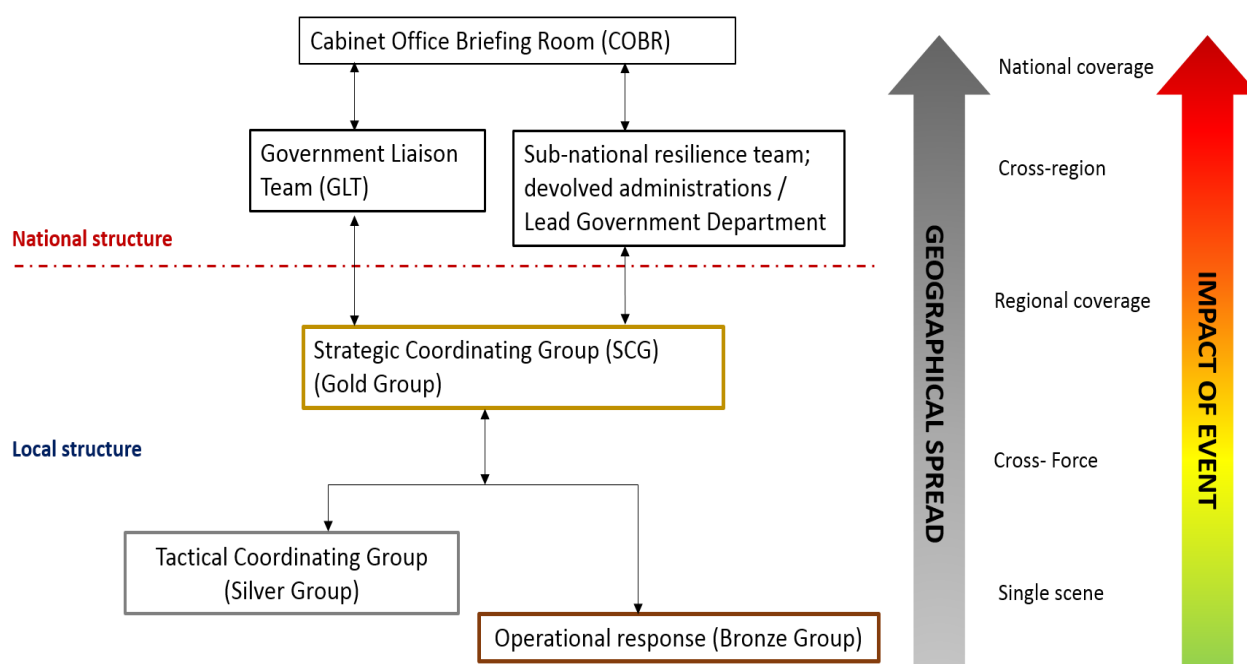 Cabinet Office Briefing Room (COBR)
Government Liaison
Team (GLT)
Sub-national resilience team;
devolved administrations /
Lead Government Department
National structure
Strategic Coordinating Group (SCG)
(Gold Group)
Local structure
Tactical Coordinating Group
(Silver Group)
Operational response (Bronze Group)
GEOGRAPHICAL SPREAD
National coverage
Cross-region
Regional coverage
Cross- Force
Single scene
IMPACT OF EVENT